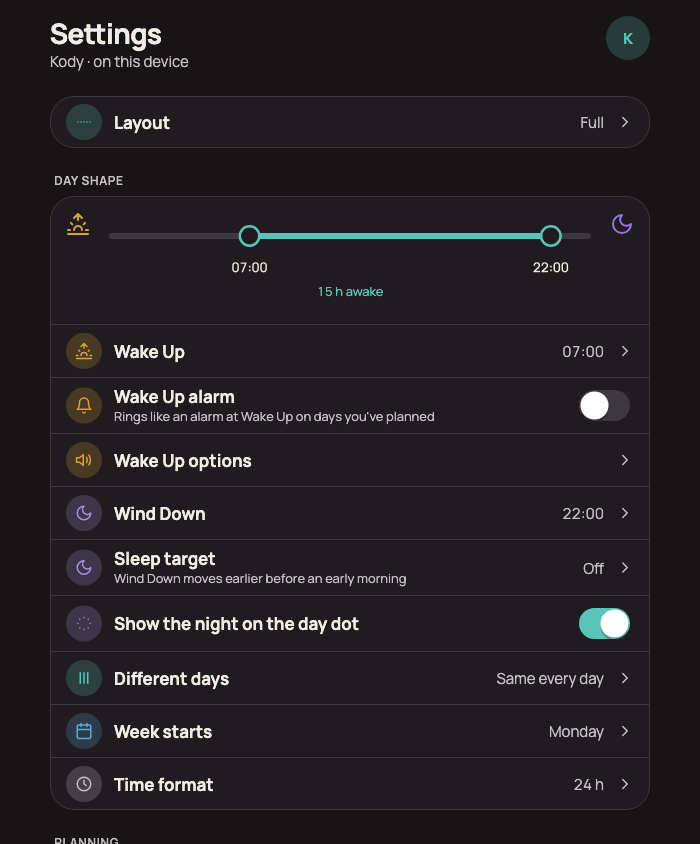 Settings
Kody · on this device
K
Layout
Full
DAY SHAPE
07:00
22:00
15 h awake
Wake Up
07:00
Wake Up alarm
Rings like an alarm at Wake Up on days you've planned
Wake Up options
Wind Down
22:00
Sleep target
Wind Down moves earlier before an early morning
Off
Show the night on the day dot
Different days
Same every day
Week starts
Monday
Time format
24 h
PLANNING